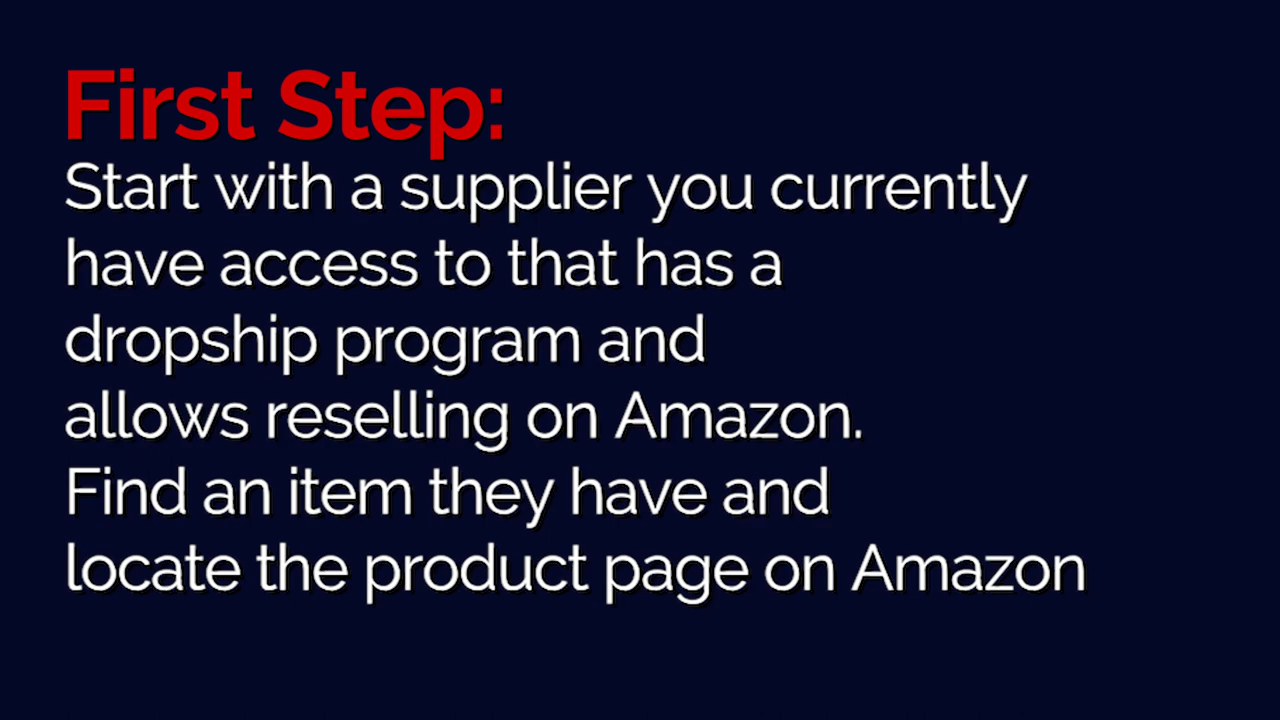 First Step:
Start with a supplier you currently
have access to that has a
dropship program and
allows reselling on Amazon.
Find an item they have and
locate the product page on Amazon